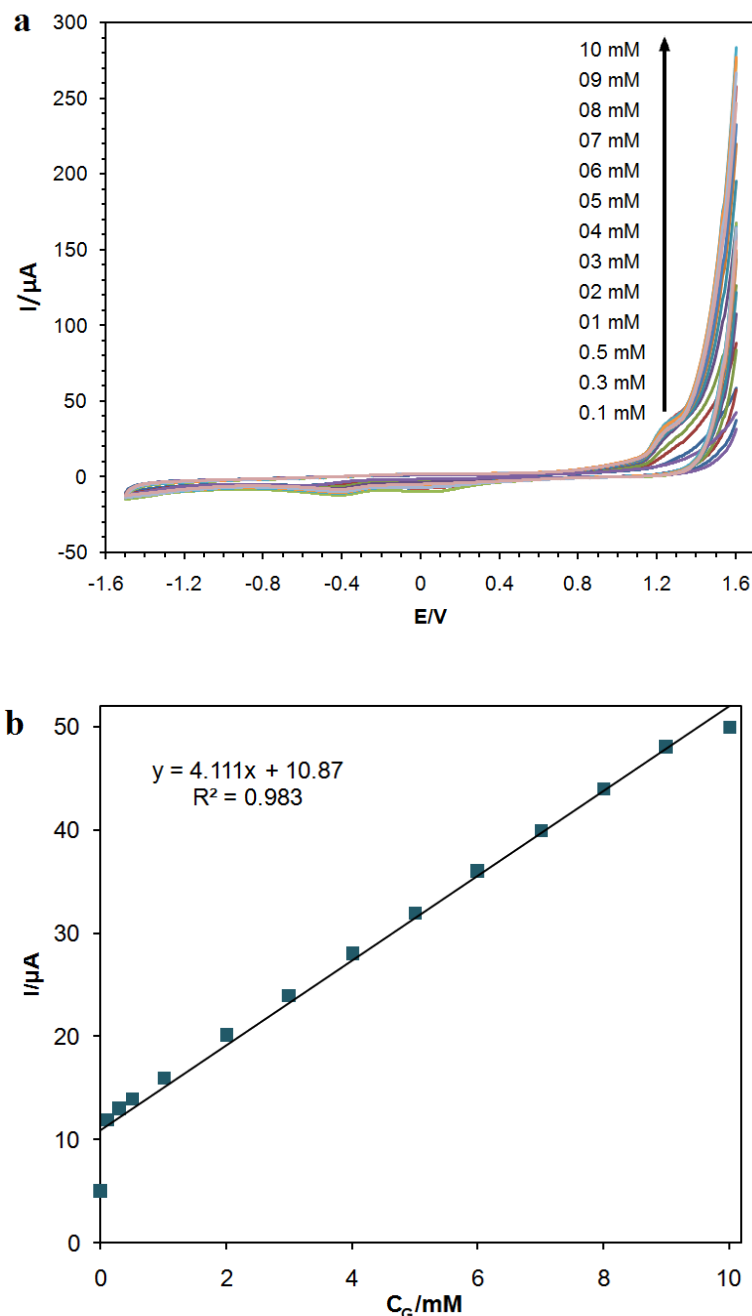 a
300
250
200
150
100
50
0
-50
I/µA
10 mM
09 mM
08 mM
07 mM
06 mM
05 mM
04 mM
03 mM
02 mM
01 mM
0.5 mM
0.3 mM
0.1 mM
-1.6 -1.2 -0.8 -0.4 0 0.4 0.8 1.2 1.6
E/V
b
50
40
30
20
10
0
I/µA
y = 4.111x + 10.87
R² = 0.983
0 2 4 6 8 10
C_G/mM